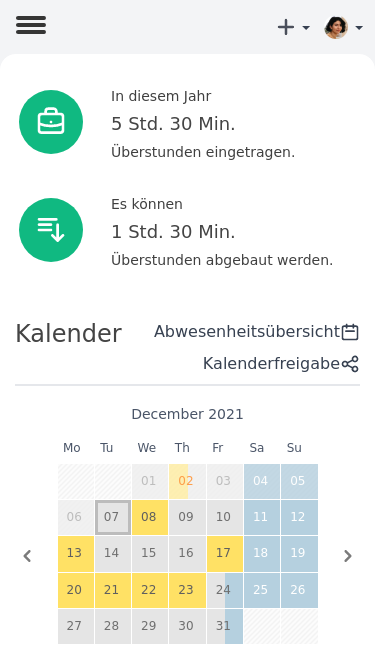 In diesem Jahr
5 Std. 30 Min.
Überstunden eingetragen.
Es können
1 Std. 30 Min.
Überstunden abgebaut werden.
Kalender
Abwesenheitsübersicht
Kalenderfreigabe
December 2021
Mo Tu We Th Fr Sa Su
01 02 03 04 05
06 07 08 09 10 11 12
13 14 15 16 17 18 19
20 21 22 23 24 25 26
27 28 29 30 31